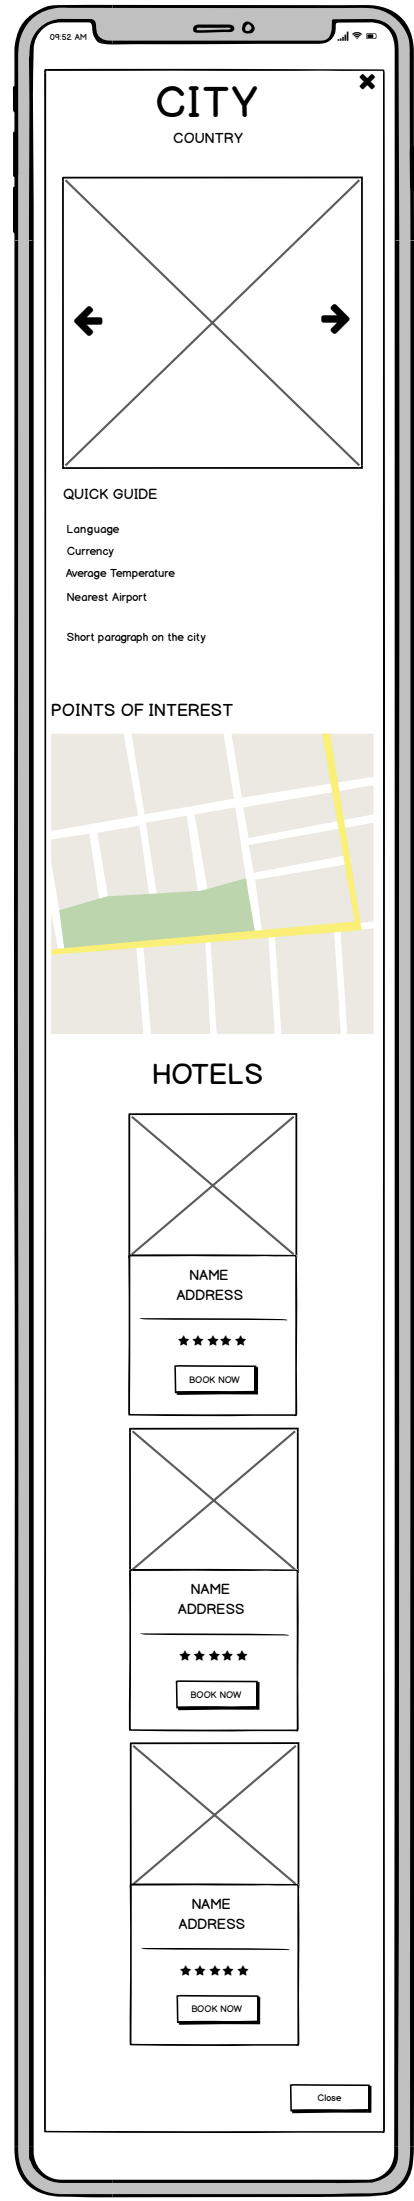 09:52 AM
CITY
COUNTRY
QUICK GUIDE
Language
Currency
Average Temperature
Nearest Airport
Short paragraph on the city
POINTS OF INTEREST
HOTELS
NAME
ADDRESS
BOOK NOW
NAME
ADDRESS
BOOK NOW
NAME
ADDRESS
BOOK NOW
Close